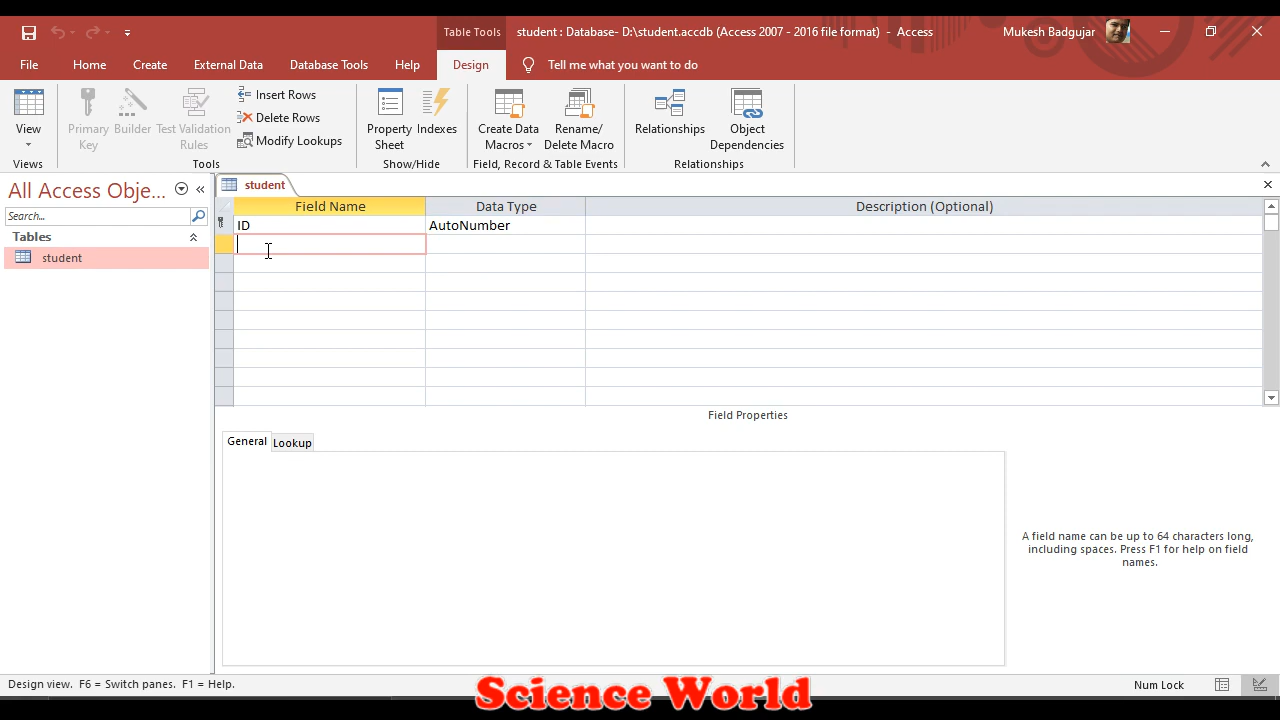 Table Tools
student : Database- D:\student.accdb (Access 2007 - 2016 file format) - Access
Mukesh Badgujar
File Home Create External Data Database Tools Help Design Tell me what you want to do
View
Views
Primary Key
Builder
Test Validation Rules
Insert Rows
Delete Rows
Modify Lookups
Tools
Property Sheet
Indexes
Show/Hide
Create Data Macros
Rename/ Delete Macro
Field, Record & Table Events
Relationships
Object Dependencies
Relationships
All Access Obje...
Search...
Tables
student
student
Field Name Data Type Description (Optional)
ID AutoNumber
Field Properties
General Lookup
A field name can be up to 64 characters long,
including spaces. Press F1 for help on field
names.
Design view. F6 = Switch panes. F1 = Help.
Num Lock
Science World